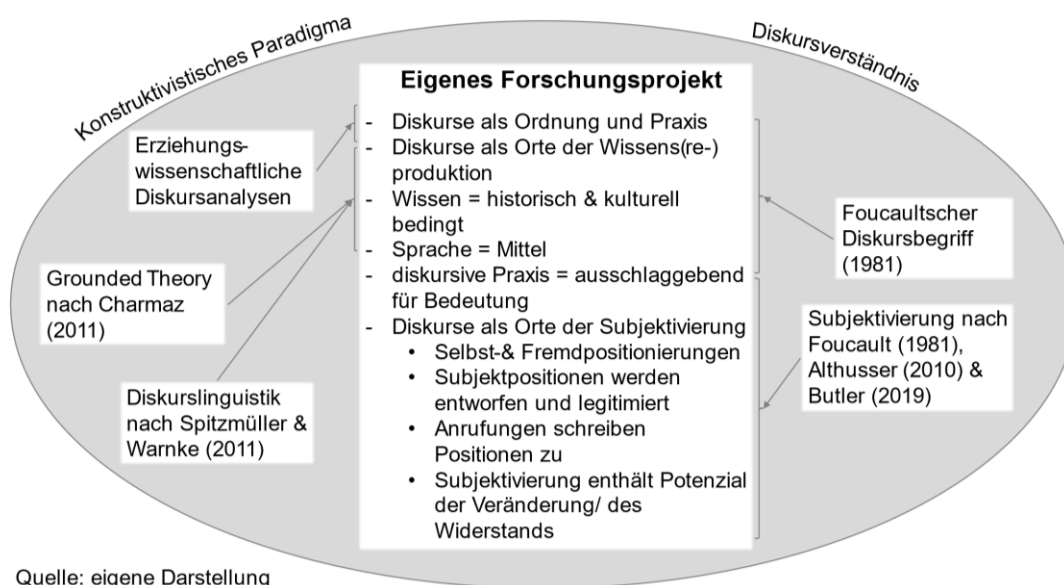 Konstruktivistisches Paradigma
Diskursverständnis
Eigenes Forschungsprojekt
- Diskurse als Ordnung und Praxis
- Diskurse als Orte der Wissens(re-)
produktion
- Wissen = historisch & kulturell
bedingt
- Sprache = Mittel
- diskursive Praxis = ausschlaggebend
für Bedeutung
- Diskurse als Orte der Subjektivierung
• Selbst-& Fremdpositionierungen
• Subjektpositionen werden
entworfen und legitimiert
• Anrufungen schreiben
Positionen zu
• Subjektivierung enthält Potenzial
der Veränderung/ des
Widerstands
Erziehungs-
wissenschaftliche
Diskursanalysen
Grounded Theory
nach Charmaz
(2011)
Diskurslinguistik
nach Spitzmüller &
Warnke (2011)
Foucaultscher
Diskursbegriff
(1981)
Subjektivierung nach
Foucault (1981),
Althusser (2010) &
Butler (2019)
Quelle: eigene Darstellung